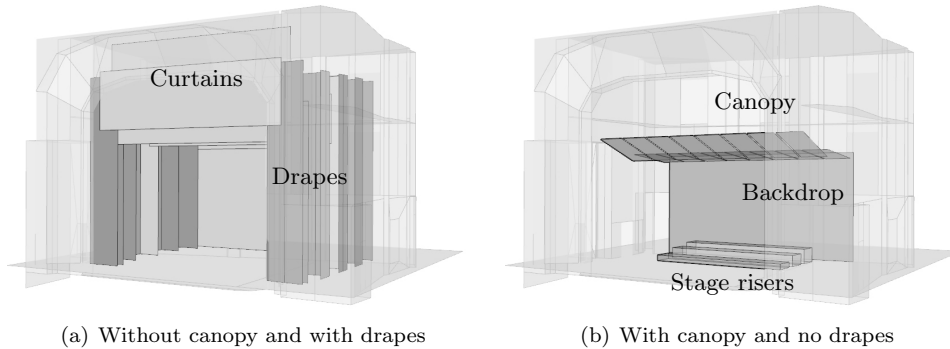 Curtains
Drapes
Canopy
Backdrop
Stage risers
(a) Without canopy and with drapes
(b) With canopy and no drapes